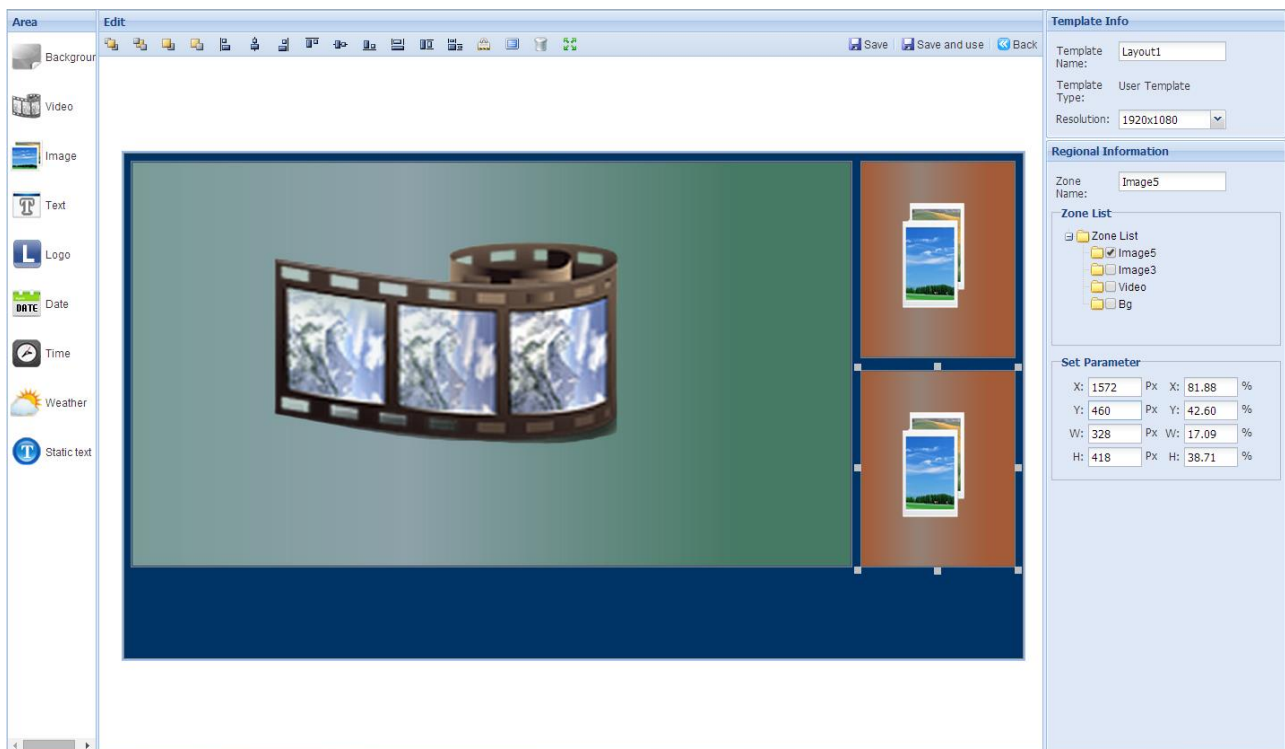 Area
Backgrour
Video
Image
T
Text
L
Logo
DATE
Date
Time
Weather
T
Static text
Edit
Save
Save and use
Back
Template Info
Template Name:
Layout1
Template Type:
User Template
Resolution:
1920x1080
Regional Information
Zone Name:
Image5
Zone List
Zone List
Image5
Image3
Video
Bg
Set Parameter
X: 1572 Px X: 81.88 %
Y: 460 Px Y: 42.60 %
W: 328 Px W: 17.09 %
H: 418 Px H: 38.71 %